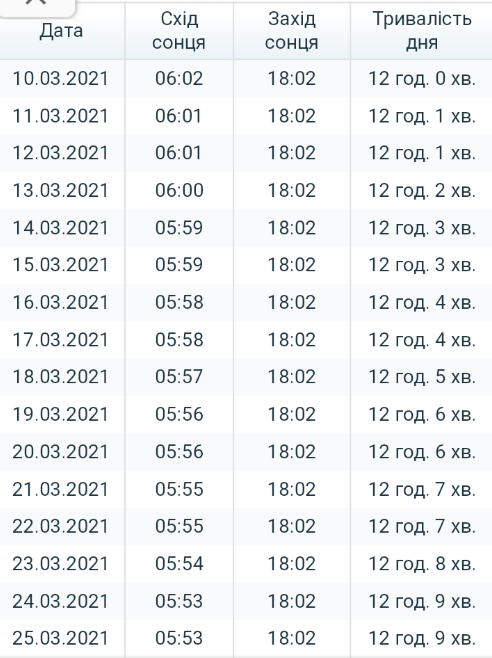 Дата Схід сонця Захід сонця Тривалість дня
10.03.2021 06:02 18:02 12 год. 0 хв.
11.03.2021 06:01 18:02 12 год. 1 хв.
12.03.2021 06:01 18:02 12 год. 1 хв.
13.03.2021 06:00 18:02 12 год. 2 хв.
14.03.2021 05:59 18:02 12 год. 3 хв.
15.03.2021 05:59 18:02 12 год. 3 хв.
16.03.2021 05:58 18:02 12 год. 4 хв.
17.03.2021 05:58 18:02 12 год. 4 хв.
18.03.2021 05:57 18:02 12 год. 5 хв.
19.03.2021 05:56 18:02 12 год. 6 хв.
20.03.2021 05:56 18:02 12 год. 6 хв.
21.03.2021 05:55 18:02 12 год. 7 хв.
22.03.2021 05:55 18:02 12 год. 7 хв.
23.03.2021 05:54 18:02 12 год. 8 хв.
24.03.2021 05:53 18:02 12 год. 9 хв.
25.03.2021 05:53 18:02 12 год. 9 хв.